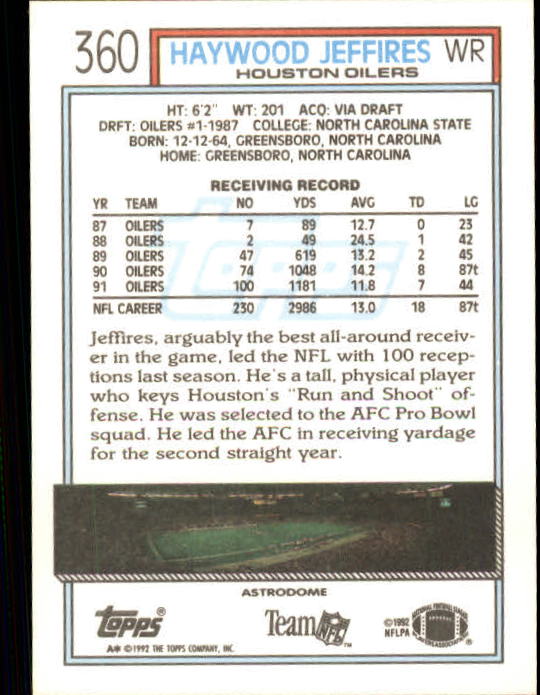 360 HAYWOOD JEFFIRES WR
HOUSTON OILERS
HT: 6'2" WT: 201 ACQ: VIA DRAFT
DRFT: OILERS #1-1987 COLLEGE: NORTH CAROLINA STATE
BORN: 12-12-64, GREENSBORO, NORTH CAROLINA
HOME: GREENSBORO, NORTH CAROLINA
RECEIVING RECORD
YR TEAM NO YDS AVG TD LG
87 OILERS 7 89 12.7 0 23
88 OILERS 2 49 24.5 1 42
89 OILERS 47 619 13.2 2 45
90 OILERS 74 1048 14.2 8 87t
91 OILERS 100 1181 11.8 7 44
NFL CAREER 230 2986 13.0 18 87t
Topps
Jeffires, arguably the best all-around receiv-
er in the game, led the NFL with 100 recep-
tions last season. He's a tall, physical player
who keys Houston's "Run and Shoot" of-
fense. He was selected to the AFC Pro Bowl
squad. He led the AFC in receiving yardage
for the second straight year.
ASTRODOME
Topps® Team NFL™ ©1992
NFLPA
NATIONAL FOOTBALL LEAGUE
PLAYERS ASSOCIATION
A* ©1992 THE TOPPS COMPANY, INC.